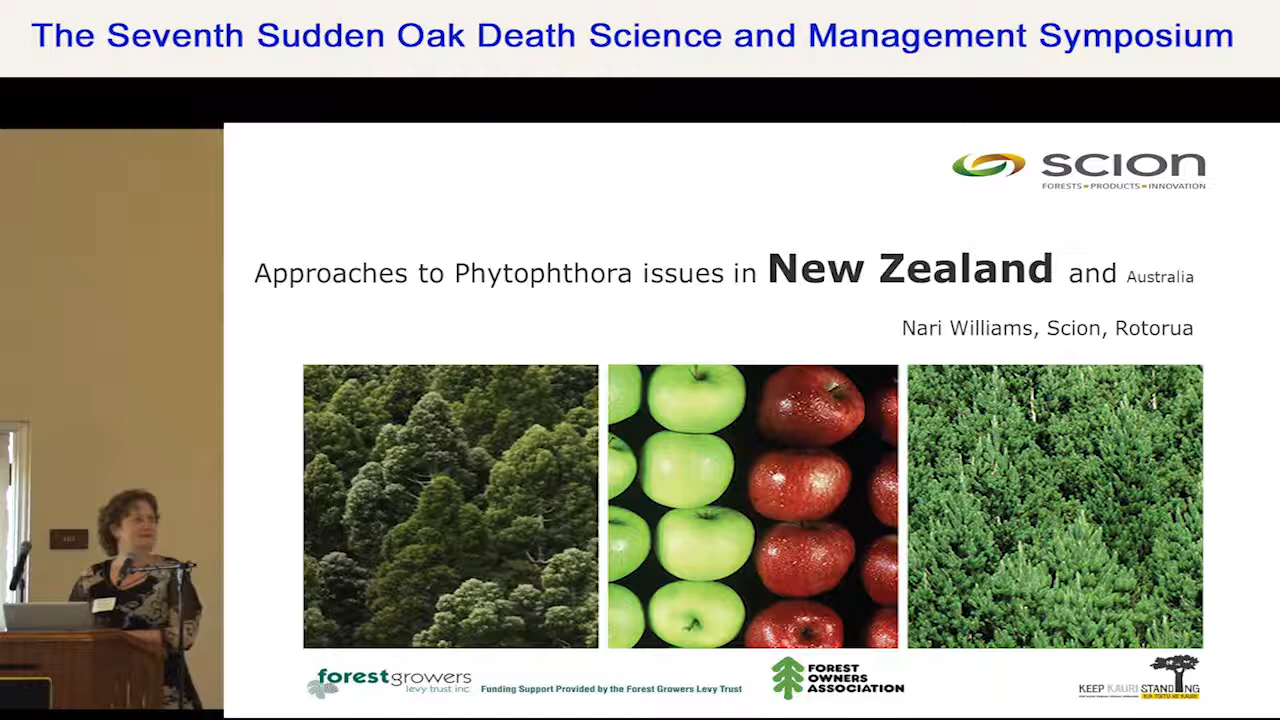 The Seventh Sudden Oak Death Science and Management Symposium
SCION
FORESTS PRODUCTS INNOVATION
Approaches to Phytophthora issues in New Zealand and Australia
Nari Williams, Scion, Rotorua
forestgrowers
levy trust inc.
Funding Support Provided by the Forest Growers Levy Trust
FOREST
OWNERS
ASSOCIATION
KEEP KAURI STANDING